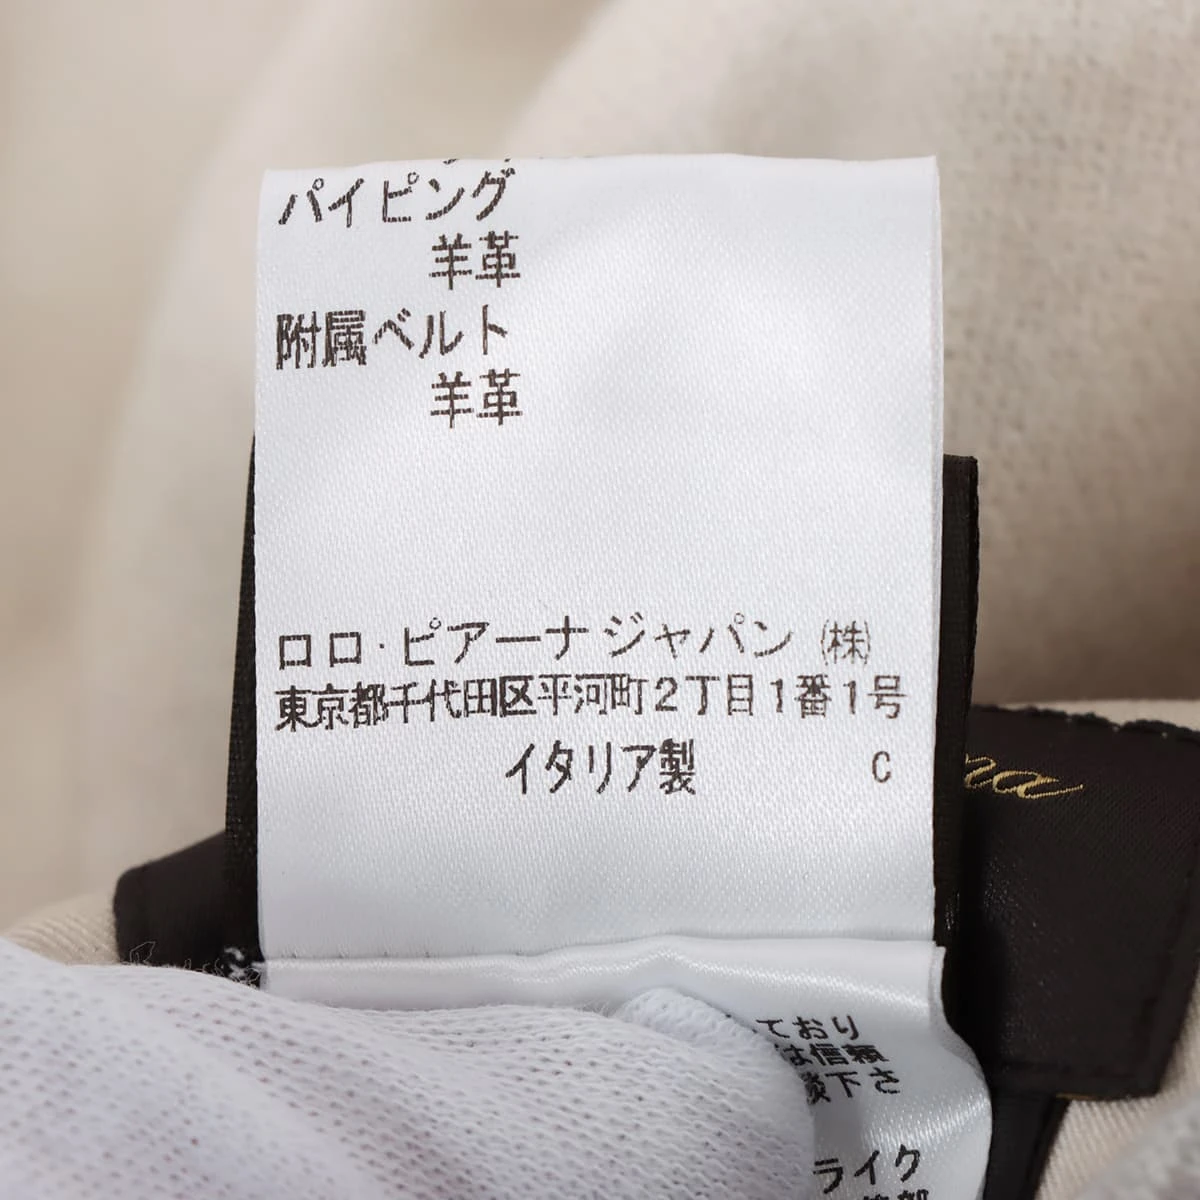 パイピング
羊革
附属ベルト
羊革
ロロ・ピアーナジャパン ㈱
東京都千代田区平河町2丁目1番1号
イタリア製 C
na
ており
は信頼
談下さ
ライク